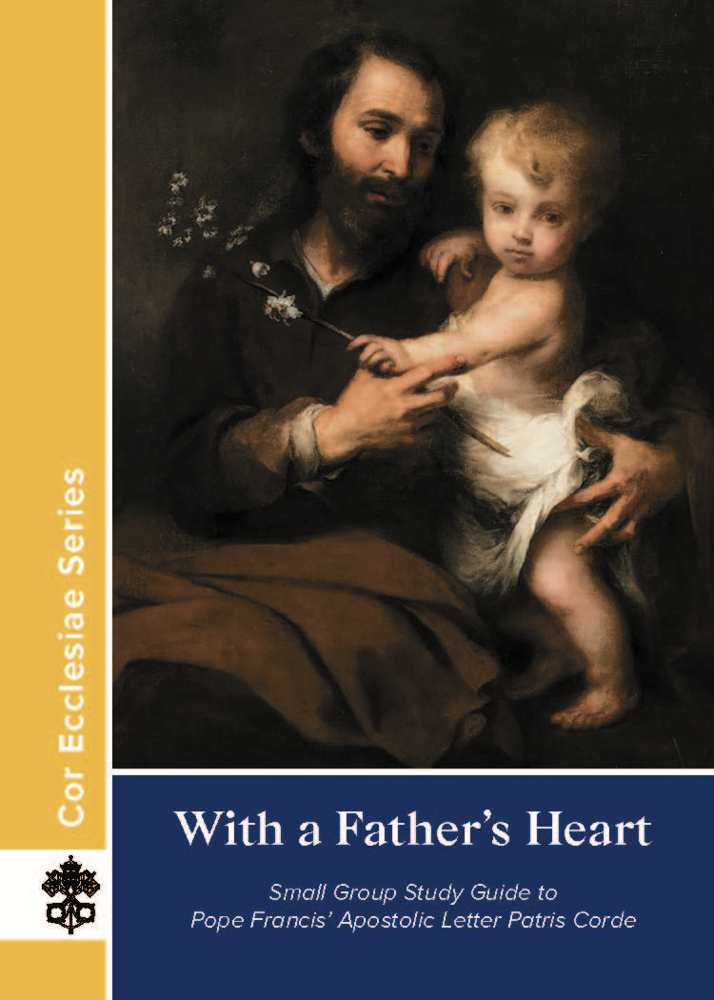 Cor Ecclesiae Series
With a Father’s Heart
Small Group Study Guide to
Pope Francis’ Apostolic Letter Patris Corde